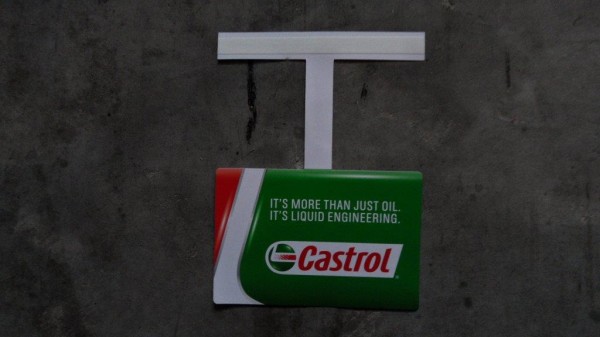 IT'S MORE THAN JUST OIL.
IT'S LIQUID ENGINEERING.
Castrol